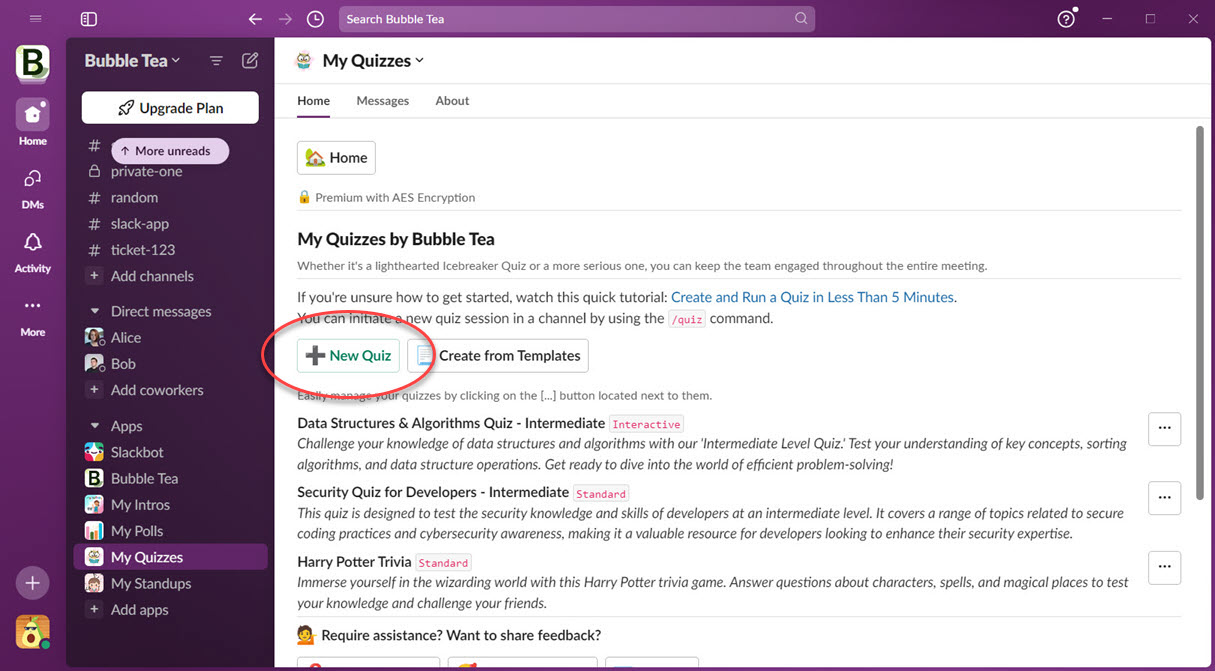 Search Bubble Tea
B
Home
DMs
Activity
More
Bubble Tea
Upgrade Plan
#
↑ More unreads
private-one
# random
# slack-app
# ticket-123
+ Add channels
Direct messages
Alice
Bob
+ Add coworkers
Apps
Slackbot
B Bubble Tea
My Intros
My Polls
My Quizzes
My Standups
+ Add apps
My Quizzes
Home Messages About
Home
Premium with AES Encryption
My Quizzes by Bubble Tea
Whether it's a lighthearted Icebreaker Quiz or a more serious one, you can keep the team engaged throughout the entire meeting.
If you're unsure how to get started, watch this quick tutorial: Create and Run a Quiz in Less Than 5 Minutes.
You can initiate a new quiz session in a channel by using the /quiz command.
New Quiz Create from Templates
Easily manage your quizzes by clicking on the [...] button located next to them.
Data Structures & Algorithms Quiz - Intermediate Interactive
Challenge your knowledge of data structures and algorithms with our 'Intermediate Level Quiz.' Test your understanding of key concepts, sorting
algorithms, and data structure operations. Get ready to dive into the world of efficient problem-solving!
Security Quiz for Developers - Intermediate Standard
This quiz is designed to test the security knowledge and skills of developers at an intermediate level. It covers a range of topics related to secure
coding practices and cybersecurity awareness, making it a valuable resource for developers looking to enhance their security expertise.
Harry Potter Trivia Standard
Immerse yourself in the wizarding world with this Harry Potter trivia game. Answer questions about characters, spells, and magical places to test
your knowledge and challenge your friends.
Require assistance? Want to share feedback?